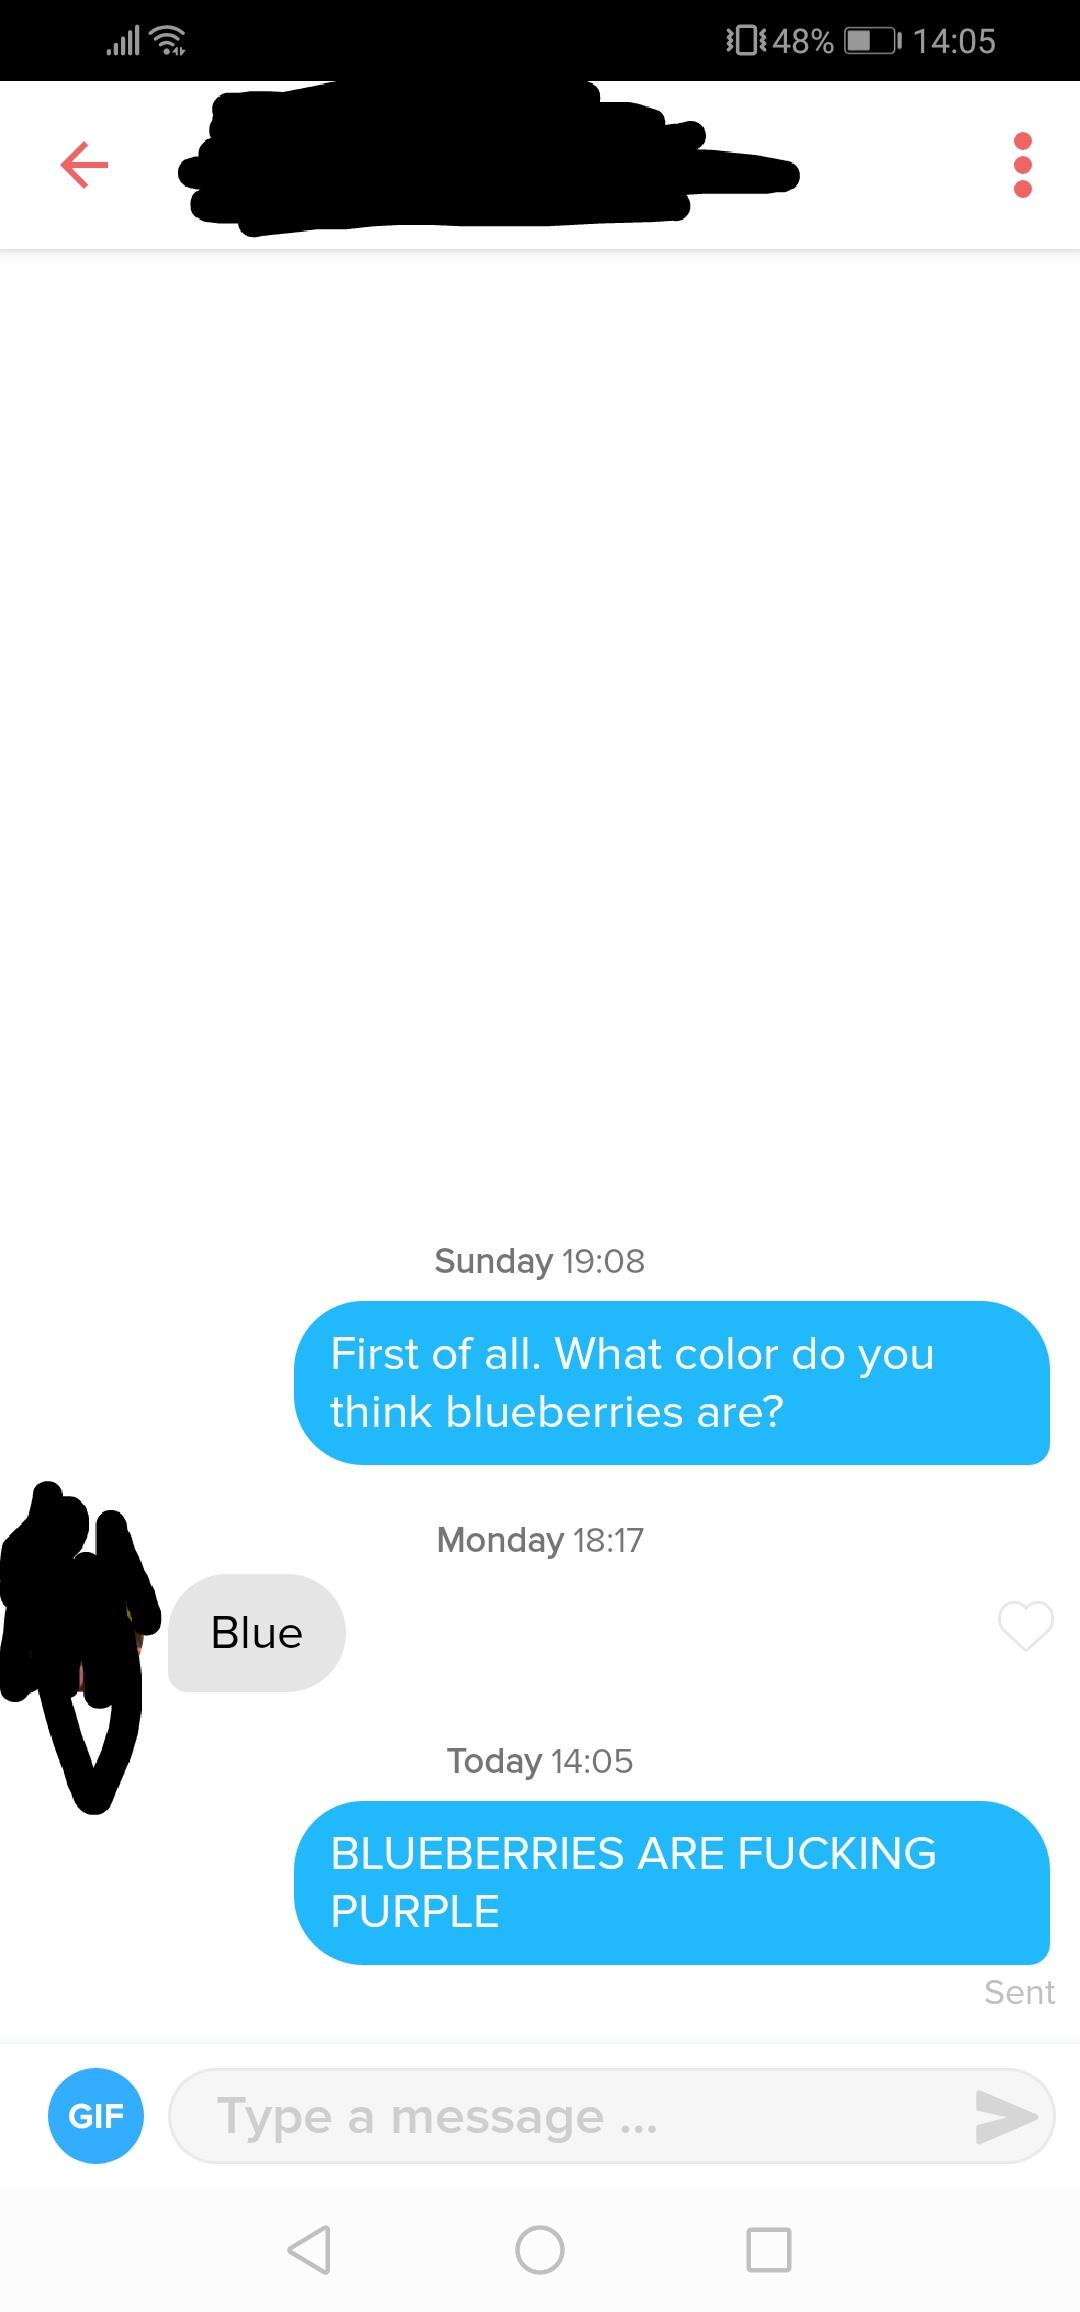 48% 14:05
Sunday 19:08
First of all. What color do you
think blueberries are?
Monday 18:17
Blue
Today 14:05
BLUEBERRIES ARE FUCKING
PURPLE
Sent
GIF Type a message ...